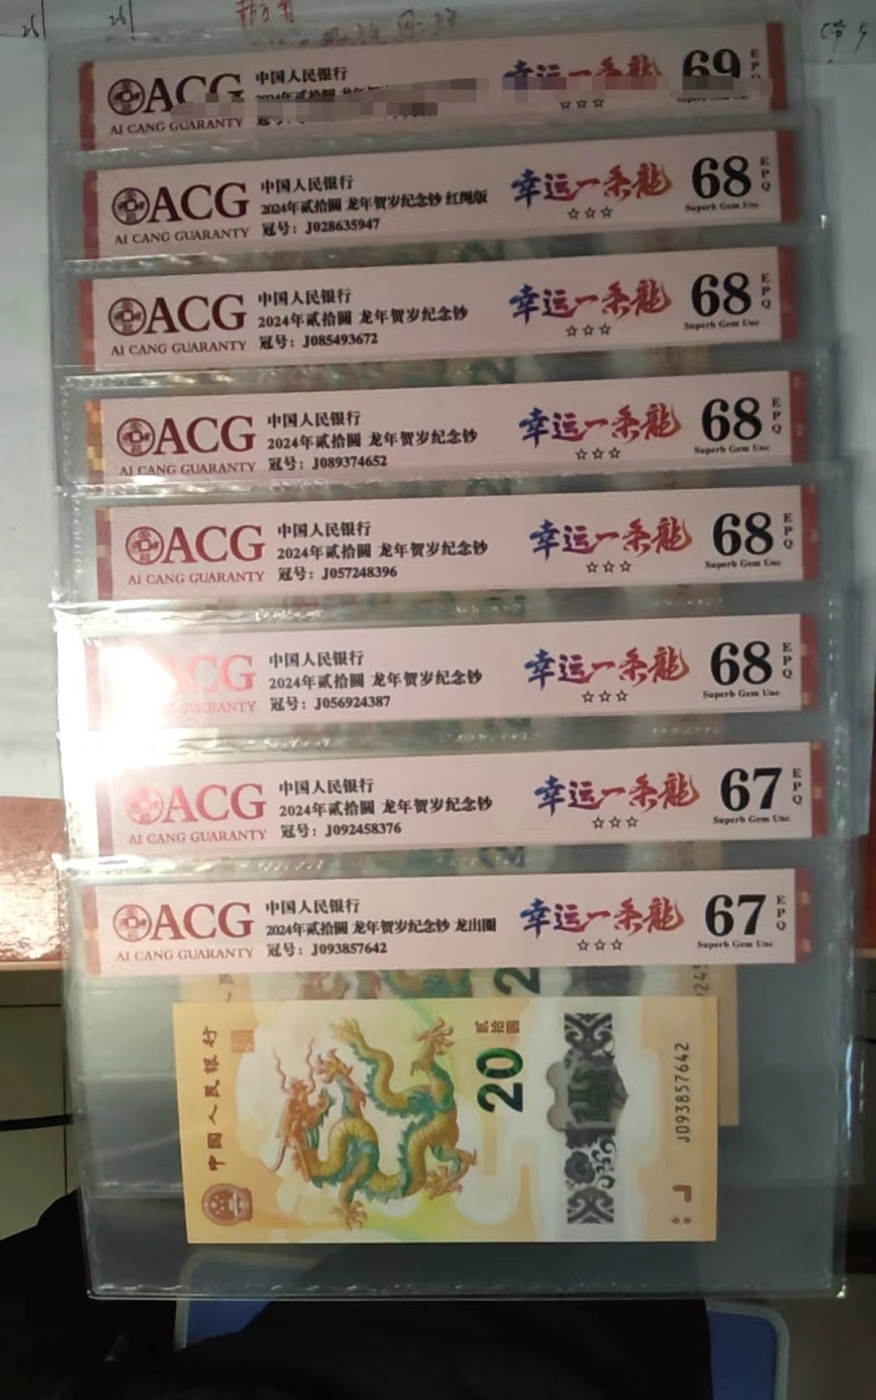 ACG
AI CANG GUARANTY
中国人民银行
冠号:
幸运一条龙
☆☆☆
69
EPQ
ACG
AI CANG GUARANTY
中国人民银行
2024年贰拾圆 龙年贺岁纪念钞 红绳版
冠号: J028635947
幸运一条龙
☆☆☆
68
Superb Gem Unc
EPQ
ACG
AI CANG GUARANTY
中国人民银行
2024年贰拾圆 龙年贺岁纪念钞
冠号: J085493672
幸运一条龙
☆☆☆
68
Superb Gem Unc
EPQ
ACG
AI CANG GUARANTY
中国人民银行
2024年贰拾圆 龙年贺岁纪念钞
冠号: J089374652
幸运一条龙
☆☆☆
68
Superb Gem Unc
EPQ
ACG
AI CANG GUARANTY
中国人民银行
2024年贰拾圆 龙年贺岁纪念钞
冠号: J057248396
幸运一条龙
☆☆☆
68
Superb Gem Unc
EPQ
ACG
中国人民银行
2024年贰拾圆 龙年贺岁纪念钞
冠号: J056924387
幸运一条龙
☆☆☆
68
Superb Gem Unc
EPQ
ACG
AI CANG GUARANTY
中国人民银行
2024年贰拾圆 龙年贺岁纪念钞
冠号: J092458376
幸运一条龙
☆☆☆
67
Superb Gem Unc
EPQ
ACG
AI CANG GUARANTY
中国人民银行
2024年贰拾圆 龙年贺岁纪念钞 龙出圈
冠号: J093857642
幸运一条龙
☆☆☆
67
Superb Gem Unc
EPQ
中国人民银行
贰拾圆
20
J093857642